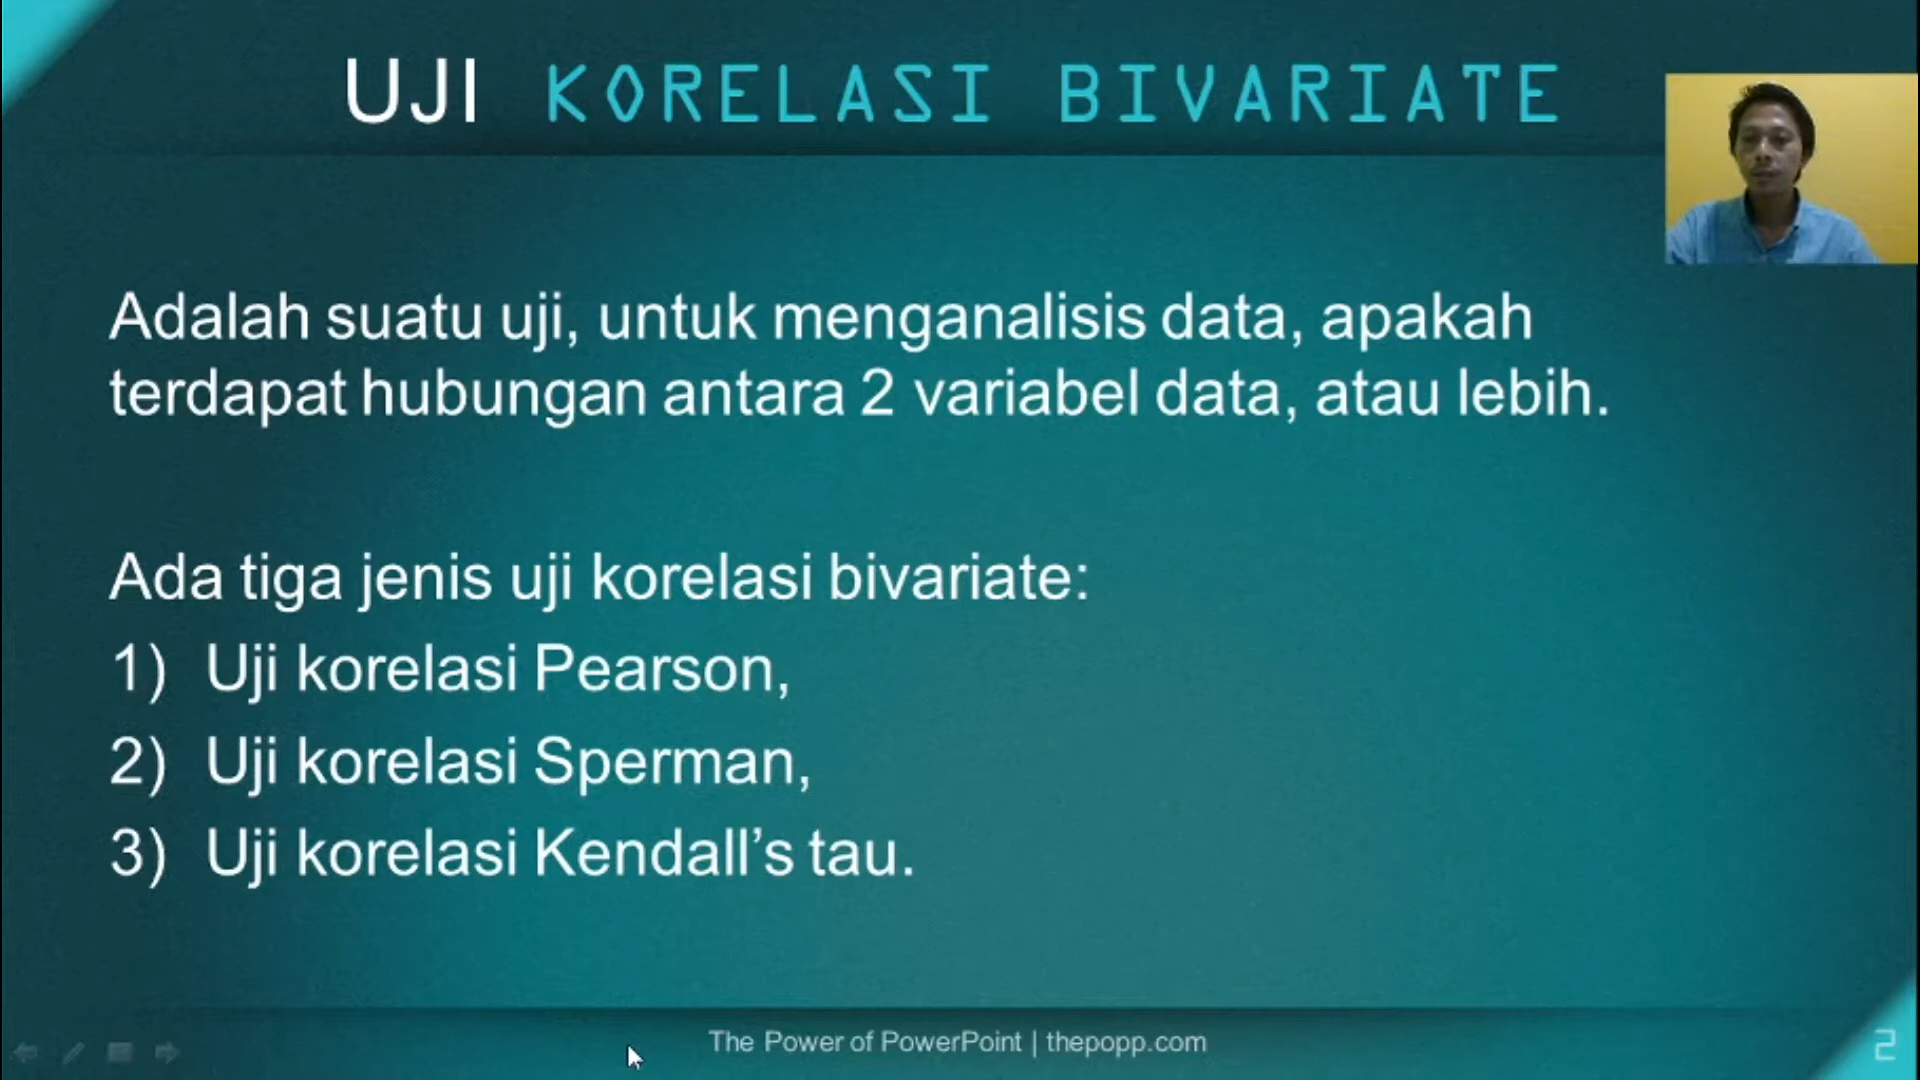 UJI KORELASI BIVARIATE
Adalah suatu uji, untuk menganalisis data, apakah
terdapat hubungan antara 2 variabel data, atau lebih.
Ada tiga jenis uji korelasi bivariate:
1) Uji korelasi Pearson,
2) Uji korelasi Sperman,
3) Uji korelasi Kendall’s tau.
The Power of PowerPoint | thepopp.com
2